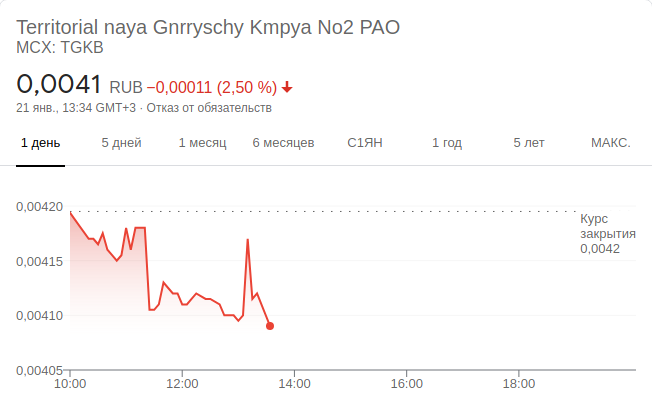 Territorial naya Gnrryschy Kmpya No2 PAO
MCX: TGKB
0,0041 RUB −0,00011 (2,50 %)
21 янв., 13:34 GMT+3 · Отказ от обязательств
1 день 5 дней 1 месяц 6 месяцев С1ЯН 1 год 5 лет МАКС.
0,00420
Курс
закрытия
0,0042
0,00415
0,00410
0,00405
10:00 12:00 14:00 16:00 18:00